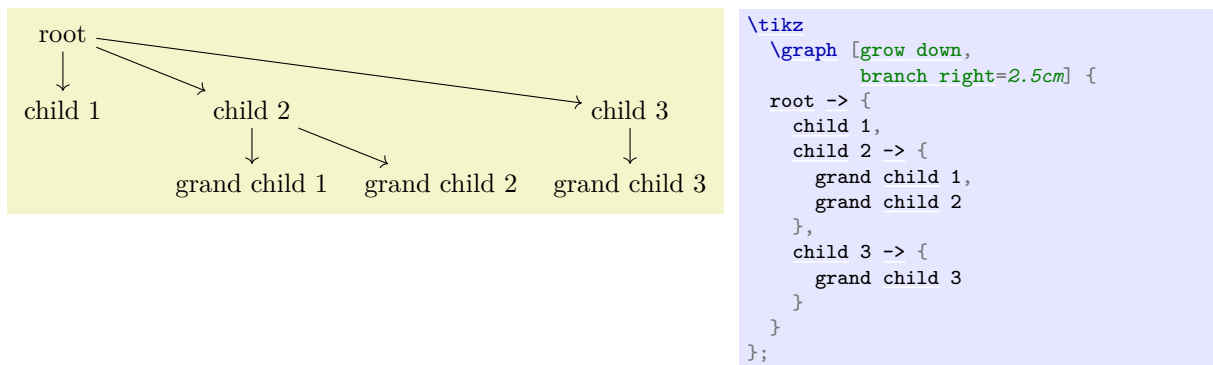 root
child 1 child 2 child 3
grand child 1 grand child 2 grand child 3
\tikz
  \graph [grow down,
          branch right=2.5cm] {
  root -> {
    child 1,
    child 2 -> {
      grand child 1,
      grand child 2
    },
    child 3 -> {
      grand child 3
    }
  }
};